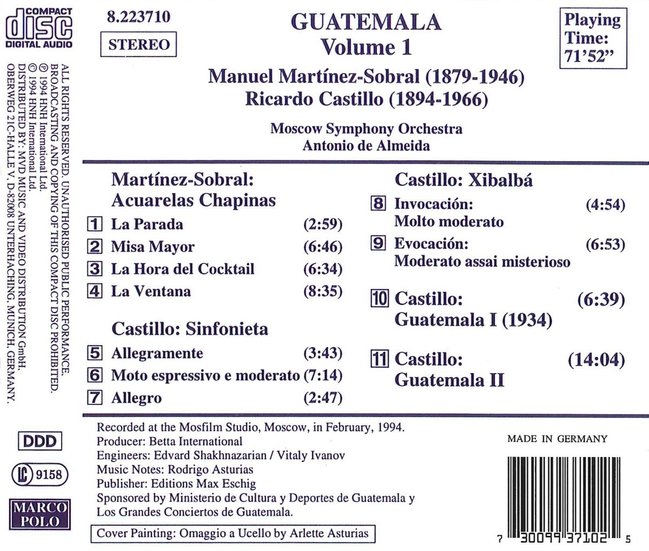 COMPACT
disc
DIGITAL AUDIO
8.223710
STEREO
GUATEMALA
Volume 1
Manuel Martínez-Sobral (1879-1946)
Ricardo Castillo (1894-1966)
Moscow Symphony Orchestra
Antonio de Almeida
Playing
Time:
71'52"
ALL RIGHTS RESERVED. UNAUTHORISED PUBLIC PERFORMANCE,
BROADCASTING AND COPYING OF THIS COMPACT DISC PROHIBITED.
℗ 1994 HNH International Ltd.
© 1994 HNH International Ltd.
DISTRIBUTED BY: MVD MUSIC AND VIDEO DISTRIBUTION GmbH,
OBERWEG 21C-HALLE V, D-82008 UNTERHACHING, MUNICH, GERMANY.
Martínez-Sobral:
Acuarelas Chapinas
1 La Parada (2:59)
2 Misa Mayor (6:46)
3 La Hora del Cocktail (6:34)
4 La Ventana (8:35)
Castillo: Sinfonieta
5 Allegramente (3:43)
6 Moto espressivo e moderato (7:14)
7 Allegro (2:47)
Castillo: Xibalbá
8 Invocación: (4:54)
Molto moderato
9 Evocación: (6:53)
Moderato assai misterioso
10 Castillo: (6:39)
Guatemala I (1934)
11 Castillo: (14:04)
Guatemala II
DDD
LC 9158
MARCO
POLO
Recorded at the Mosfilm Studio, Moscow, in February, 1994.
Producer: Betta International
Engineers: Edvard Shakhnazarian / Vitaly Ivanov
Music Notes: Rodrigo Asturias
Publisher: Editions Max Eschig
Sponsored by Ministerio de Cultura y Deportes de Guatemala y
Los Grandes Conciertos de Guatemala.
Cover Painting: Omaggio a Ucello by Arlette Asturias
MADE IN GERMANY
7 30099 37102 5